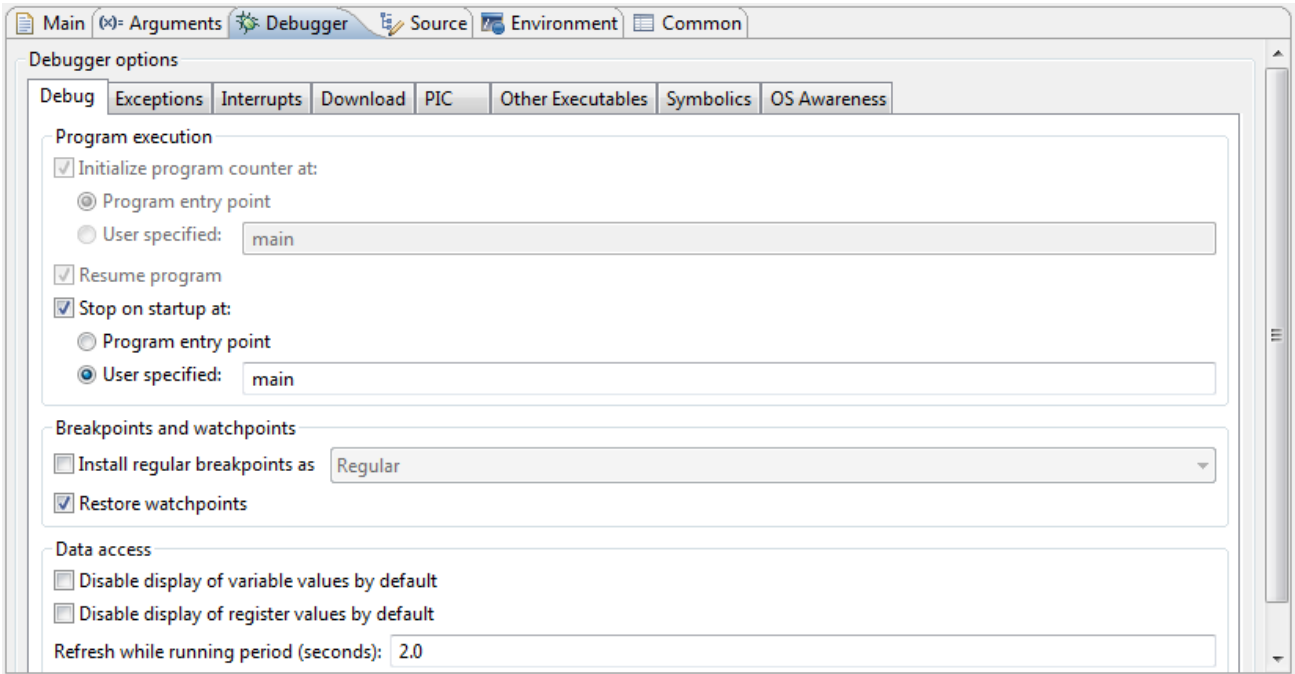 Main (x)= Arguments Debugger Source Environment Common
Debugger options
Debug Exceptions Interrupts Download PIC Other Executables Symbolics OS Awareness
Program execution
Initialize program counter at:
Program entry point
User specified: main
Resume program
Stop on startup at:
Program entry point
User specified: main
Breakpoints and watchpoints
Install regular breakpoints as Regular
Restore watchpoints
Data access
Disable display of variable values by default
Disable display of register values by default
Refresh while running period (seconds): 2.0